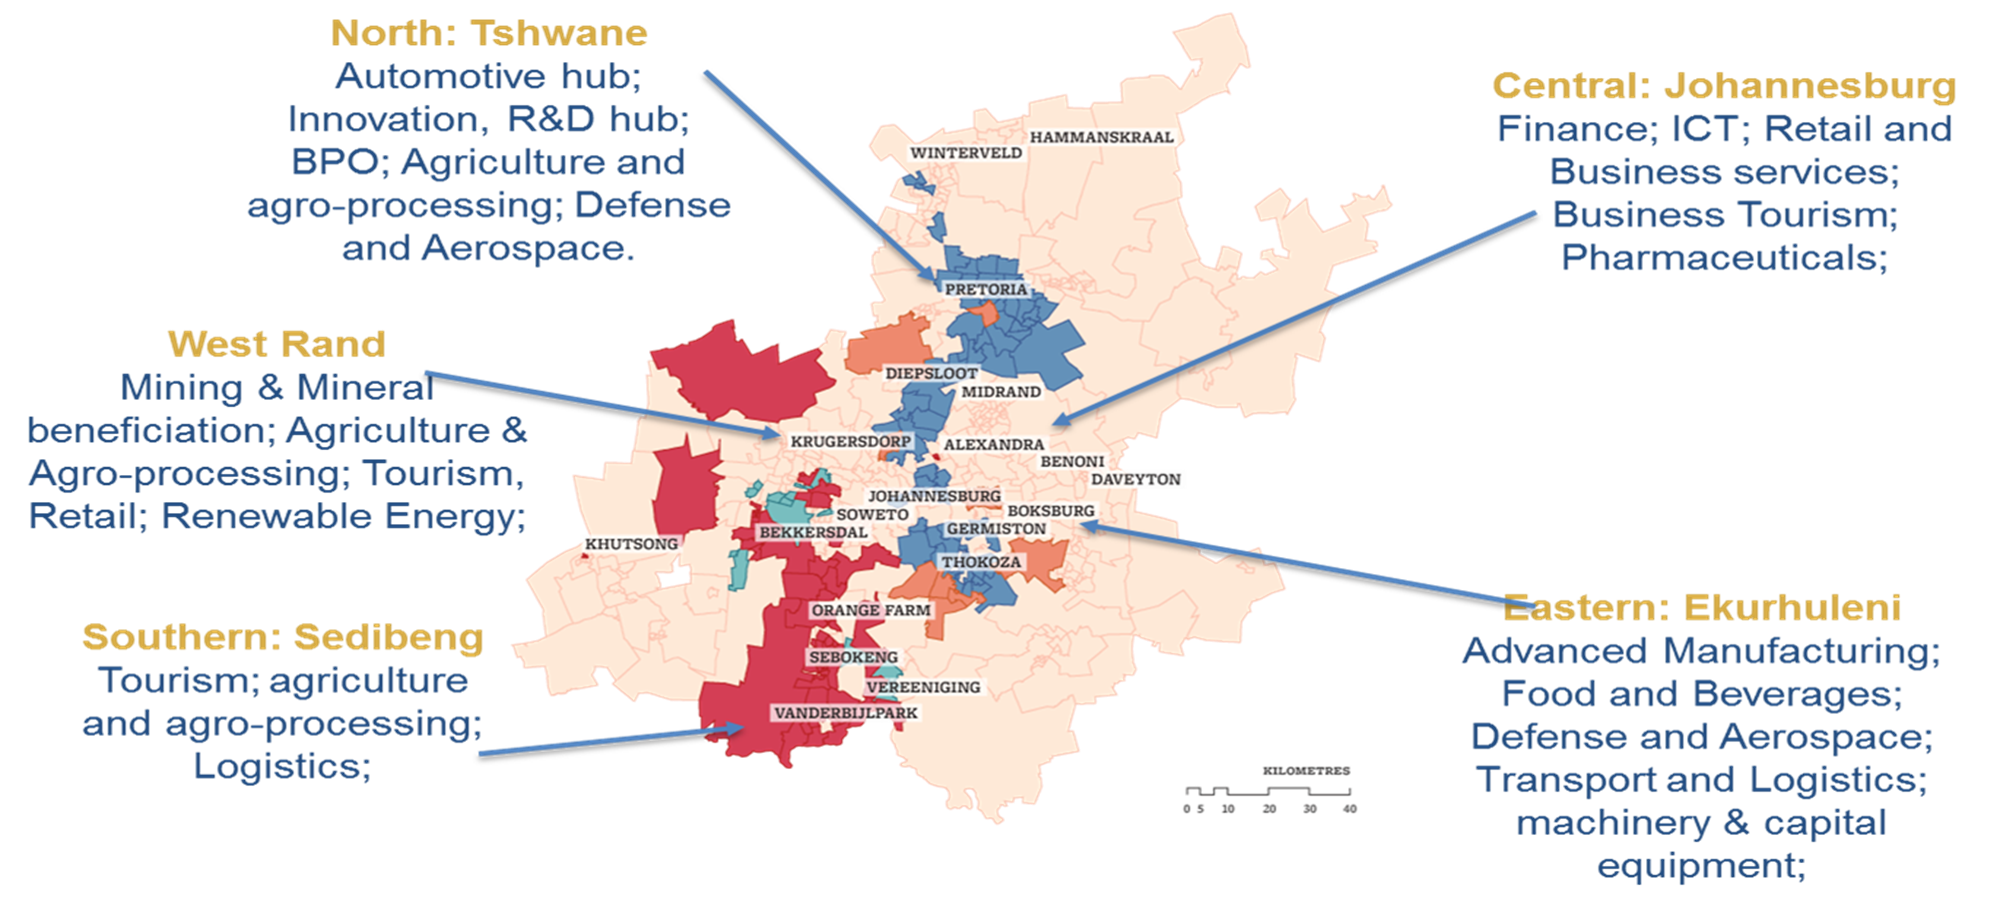 North: Tshwane
Automotive hub;
Innovation, R&D hub;
BPO; Agriculture and
agro-processing; Defense
and Aerospace.
Central: Johannesburg
Finance; ICT; Retail and
Business services;
Business Tourism;
Pharmaceuticals;
West Rand
Mining & Mineral
beneficiation; Agriculture &
Agro-processing; Tourism,
Retail; Renewable Energy;
Southern: Sedibeng
Tourism; agriculture
and agro-processing;
Logistics;
Eastern: Ekurhuleni
Advanced Manufacturing;
Food and Beverages;
Defense and Aerospace;
Transport and Logistics;
machinery & capital
equipment;
HAMMANSKRAAL
WINTERVELD
PRETORIA
DIEPSLOOT
MIDRAND
KRUGERSDORP
ALEXANDRA
BENONI
DAVEYTON
JOHANNESBURG
BOKSBURG
SOWETO
GERMISTON
BEKKERSDAL
KHUTSONG
THOKOZA
ORANGE FARM
SEBOKENG
VEREENIGING
VANDERBIJLPARK
KILOMETRES
0 5 10 20 30 40